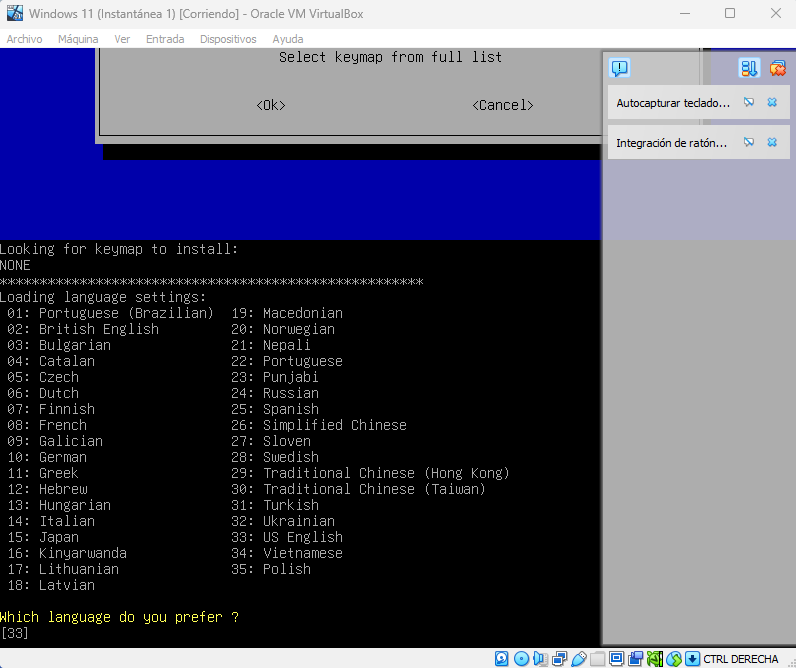 Windows 11 (Instantánea 1) [Corriendo] - Oracle VM VirtualBox
Archivo Máquina Ver Entrada Dispositivos Ayuda
Select keymap from full list
<Ok> <Cancel>
Autocapturar teclado...
Integración de ratón...
Looking for keymap to install:
NONE
*****************************************************
Loading language settings:
01: Portuguese (Brazilian) 19: Macedonian
02: British English 20: Norwegian
03: Bulgarian 21: Nepali
04: Catalan 22: Portuguese
05: Czech 23: Punjabi
06: Dutch 24: Russian
07: Finnish 25: Spanish
08: French 26: Simplified Chinese
09: Galician 27: Sloven
10: German 28: Swedish
11: Greek 29: Traditional Chinese (Hong Kong)
12: Hebrew 30: Traditional Chinese (Taiwan)
13: Hungarian 31: Turkish
14: Italian 32: Ukrainian
15: Japan 33: US English
16: Kinyarwanda 34: Vietnamese
17: Lithuanian 35: Polish
18: Latvian
Which language do you prefer ?
[33]
CTRL DERECHA